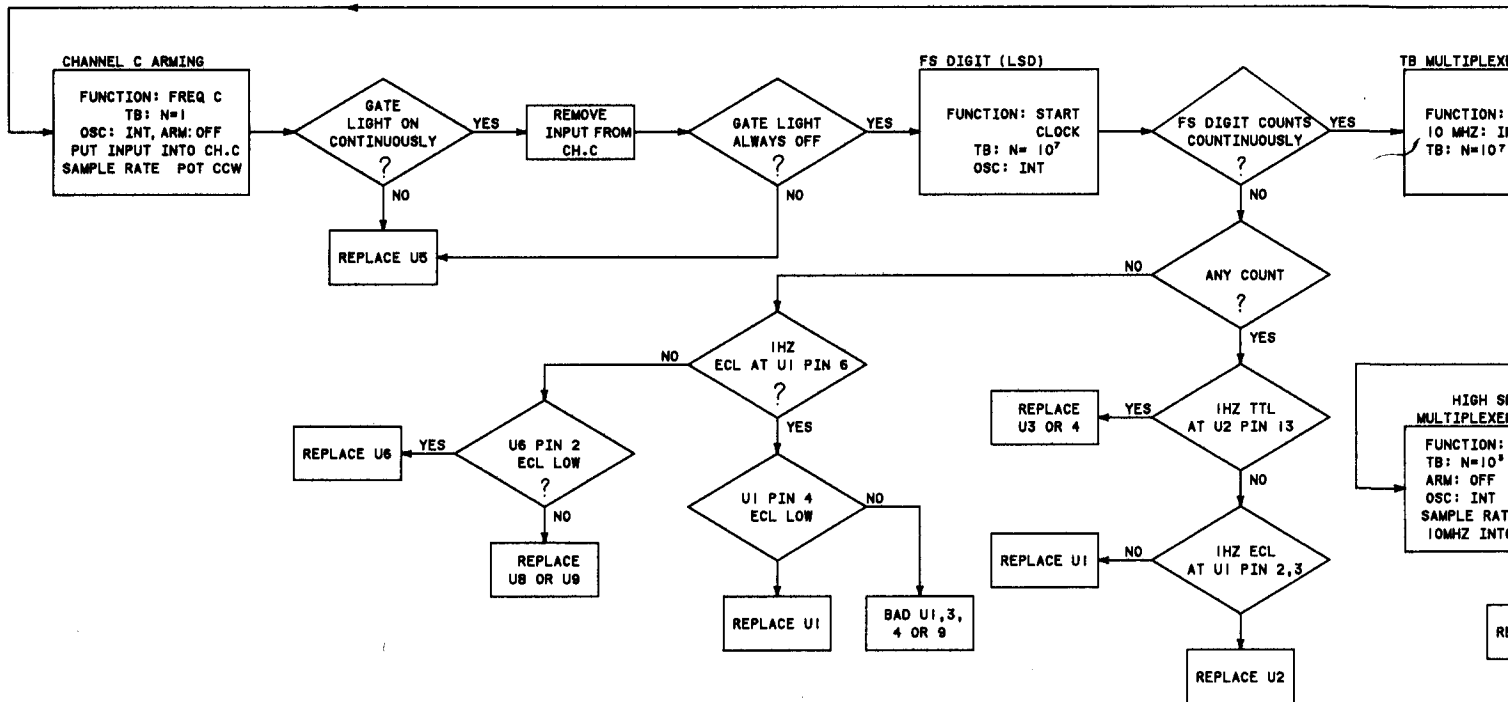 CHANNEL C ARMING
FUNCTION: FREQ C
TB: N=1
OSC: INT, ARM: OFF
PUT INPUT INTO CH.C
SAMPLE RATE POT CCW
GATE
LIGHT ON
CONTINUOUSLY
?
YES
NO
REPLACE U5
REMOVE
INPUT FROM
CH.C
GATE LIGHT
ALWAYS OFF
?
YES
NO
FS DIGIT (LSD)
FUNCTION: START
CLOCK
TB: N= 10⁷
OSC: INT
FS DIGIT COUNTS
COUNTINUOUSLY
?
YES
NO
TB MULTIPLEXE
FUNCTION:
10 MHZ: IN
TB: N=10⁷
ANY COUNT
?
NO
YES
1HZ
ECL AT U1 PIN 6
?
NO
YES
U6 PIN 2
ECL LOW
?
YES
NO
REPLACE U6
REPLACE
U8 OR U9
U1 PIN 4
ECL LOW
NO
REPLACE U1
BAD U1,3,
4 OR 9
1HZ TTL
AT U2 PIN 13
YES
NO
REPLACE
U3 OR 4
1HZ ECL
AT U1 PIN 2,3
NO
REPLACE U1
REPLACE U2
HIGH SP
MULTIPLEXER
FUNCTION:
ARM: OFF
OSC: INT
SAMPLE RAT
10MHZ INTO
RE